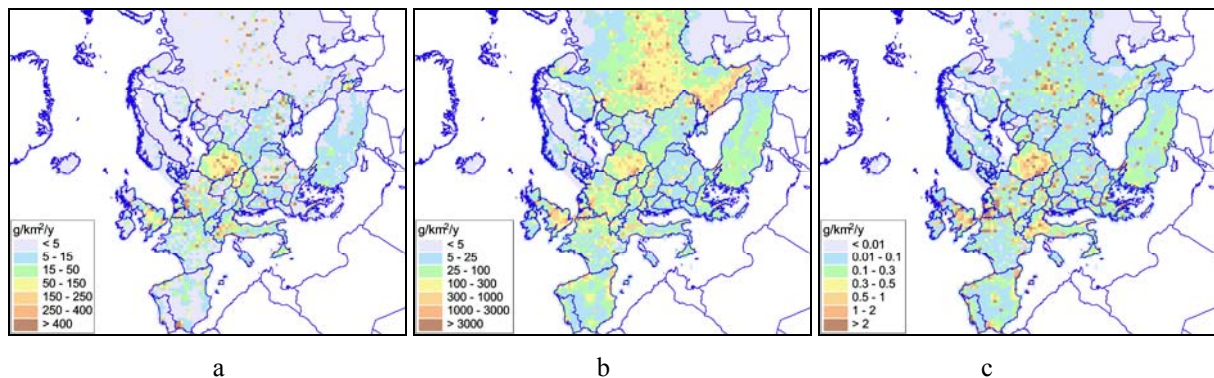 g/km²/y
< 5
5 - 15
15 - 50
50 - 150
150 - 250
250 - 400
> 400
g/km²/y
< 5
5 - 25
25 - 100
100 - 300
300 - 1000
1000 - 3000
> 3000
g/km²/y
< 0.01
0.01 - 0.1
0.1 - 0.3
0.3 - 0.5
0.5 - 1
1 - 2
> 2
a
b
c